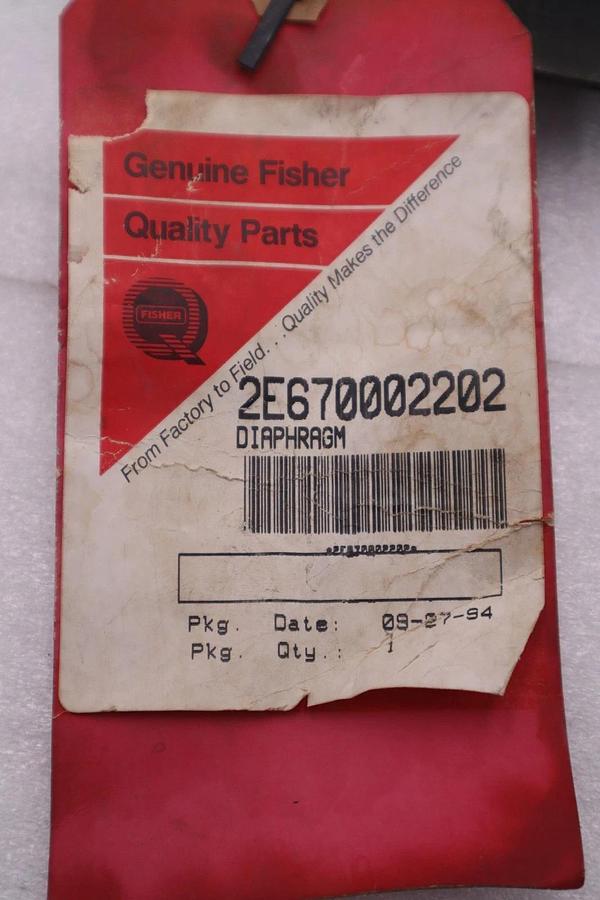 Genuine Fisher
Quality Parts
FISHER
From Factory to Field. . .Quality Makes the Difference
2E670002202
DIAPHRAGM
*2E670002202*
Pkg. Date: 09-27-94
Pkg. Qty.: 1